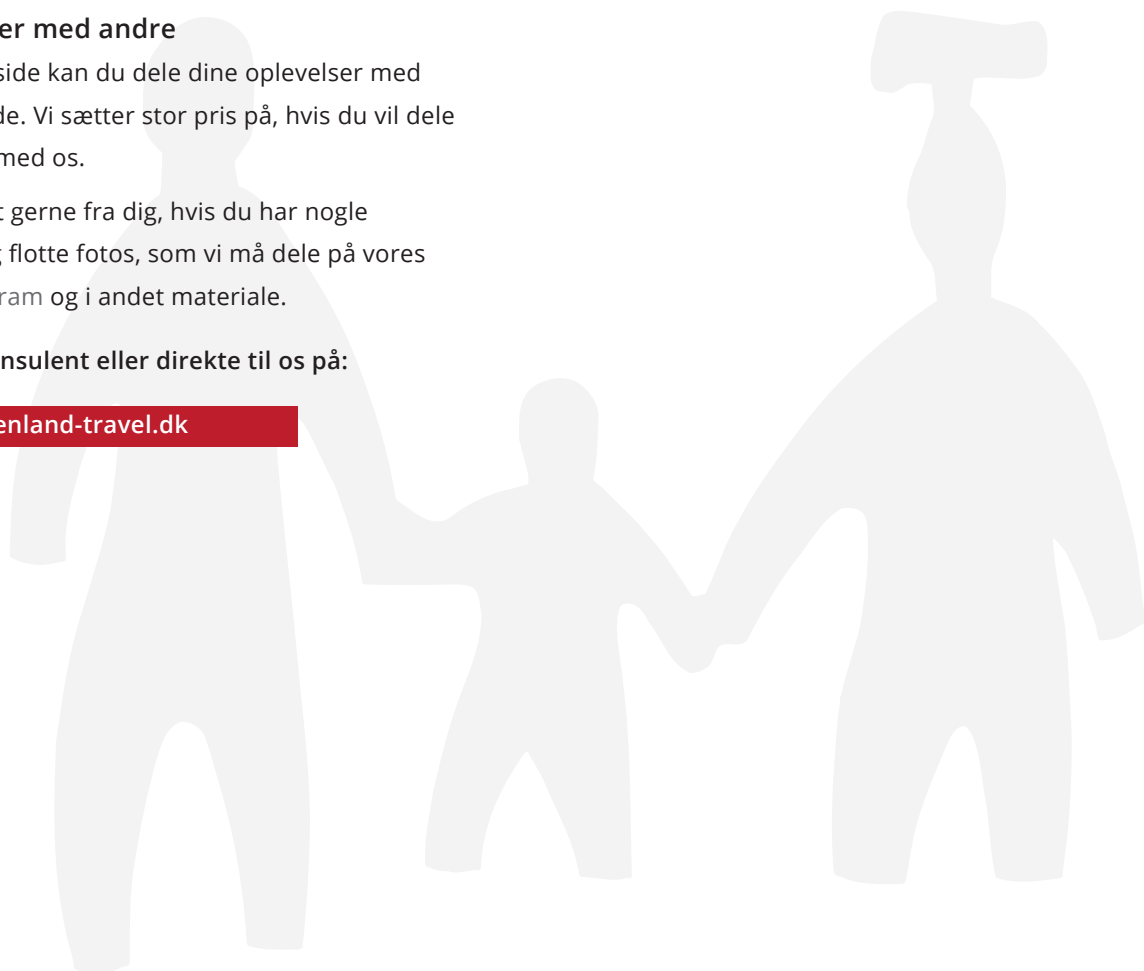 er med andre
side kan du dele dine oplevelser med
de. Vi sætter stor pris på, hvis du vil dele
med os.
t gerne fra dig, hvis du har nogle
g flotte fotos, som vi må dele på vores
ram og i andet materiale.
nsulent eller direkte til os på:
enland-travel.dk